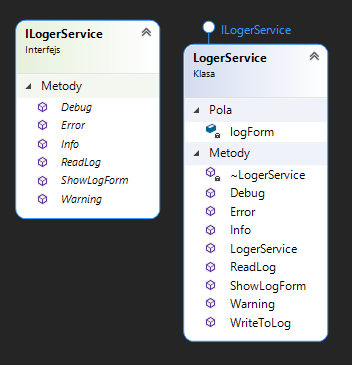 ILogerService
Interfejs
Metody
Debug
Error
Info
ReadLog
ShowLogForm
Warning
ILogerService
LogerService
Klasa
Pola
logForm
Metody
~LogerService
Debug
Error
Info
LogerService
ReadLog
ShowLogForm
Warning
WriteToLog